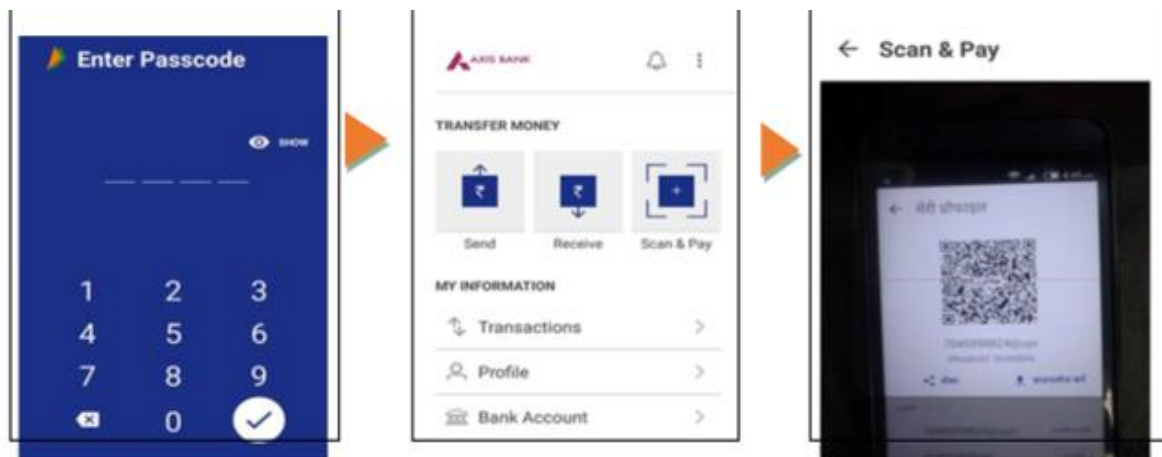 Enter Passcode
SHOW
1 2 3
4 5 6
7 8 9
0
AXIS BANK
TRANSFER MONEY
₹ ₹ +
Send Receive Scan & Pay
MY INFORMATION
Transactions
Profile
Bank Account
Scan & Pay
मेरी प्रोफाइल